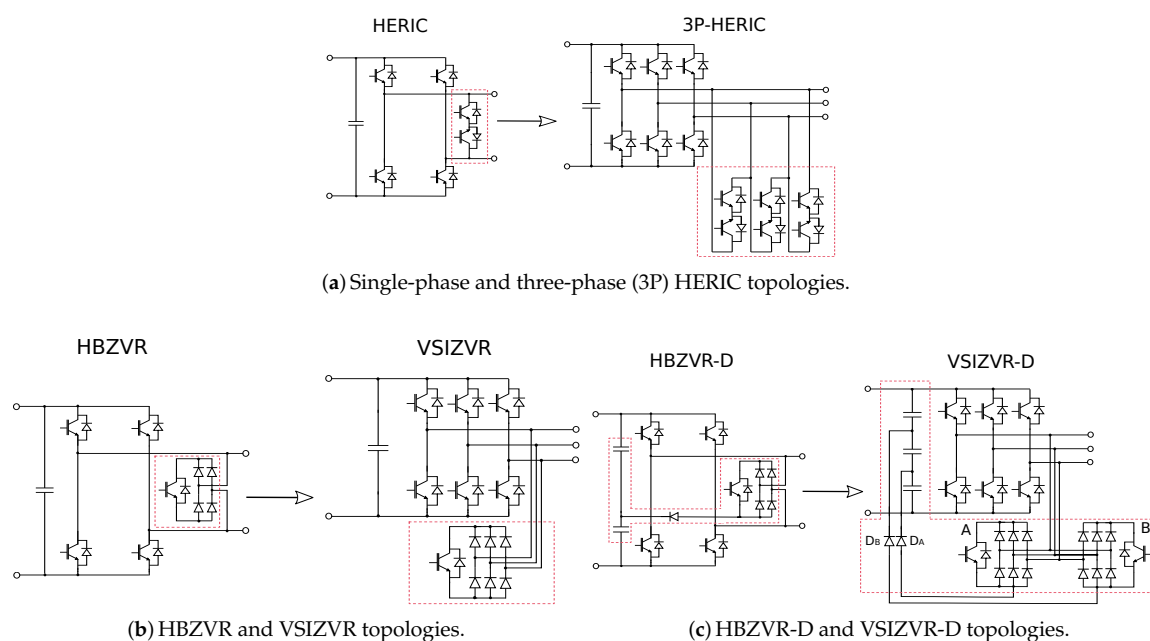 HERIC
3P-HERIC
(a) Single-phase and three-phase (3P) HERIC topologies.
HBZVR
VSIZVR
HBZVR-D
VSIZVR-D
A
B
DB DA
(b) HBZVR and VSIZVR topologies.
(c) HBZVR-D and VSIZVR-D topologies.